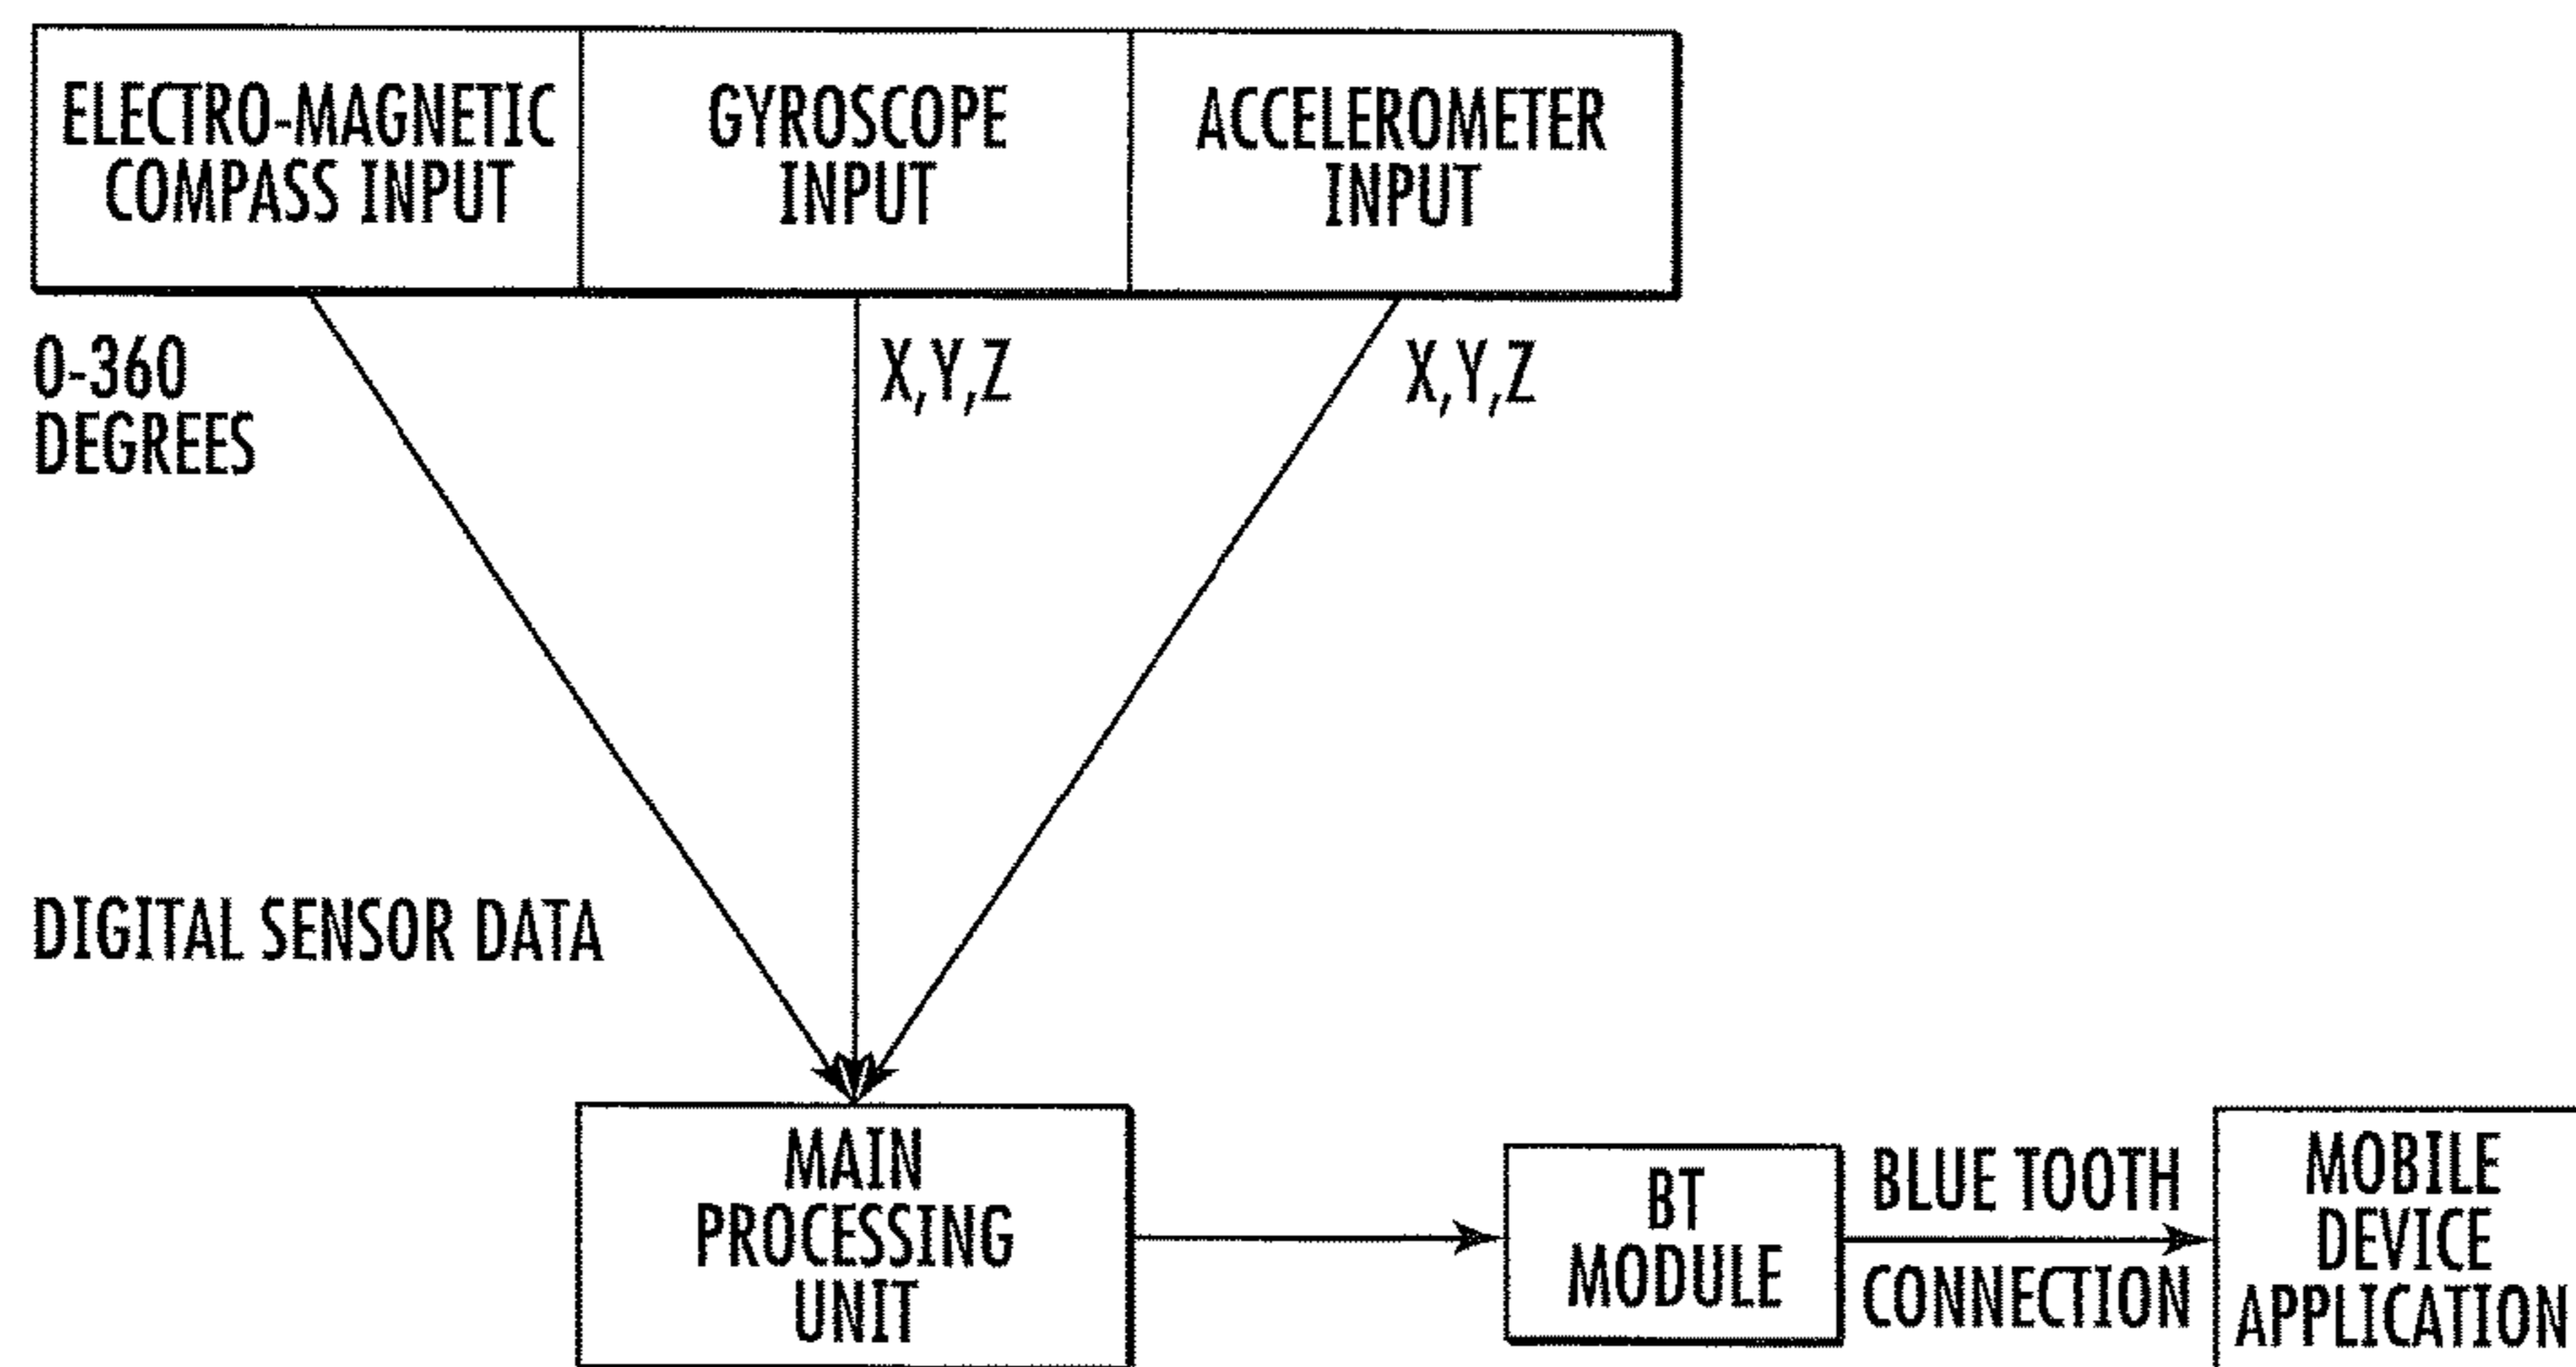 ELECTRO-MAGNETIC
COMPASS INPUT
GYROSCOPE
INPUT
ACCELEROMETER
INPUT
0-360
DEGREES
X,Y,Z
X,Y,Z
DIGITAL SENSOR DATA
MAIN
PROCESSING
UNIT
BT
MODULE
BLUE TOOTH
CONNECTION
MOBILE
DEVICE
APPLICATION